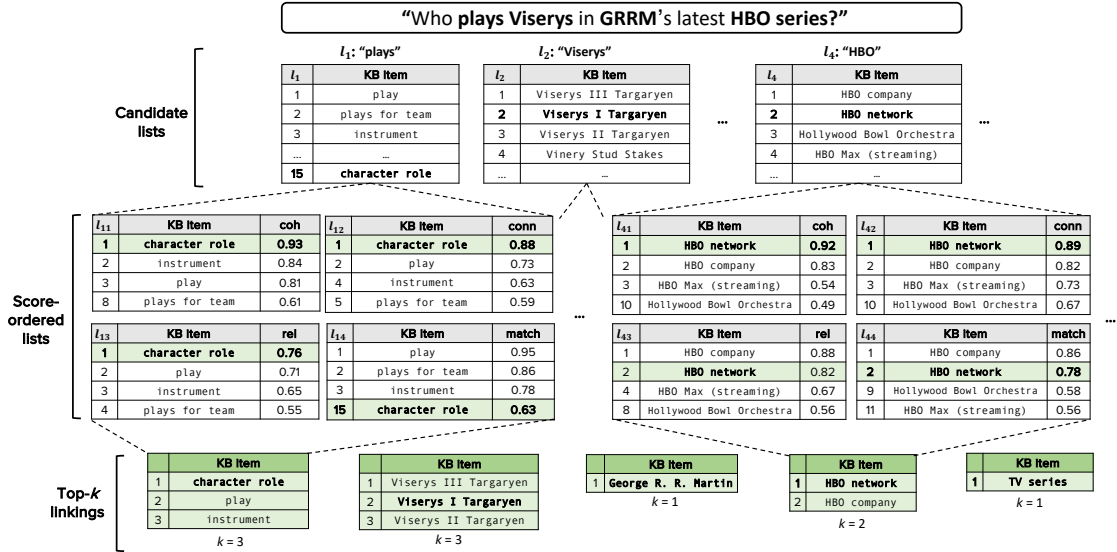 “Who plays Viserys in GRRM’s latest HBO series?”
l1: “plays”
l2: “Viserys”
l4: “HBO”
Candidate lists
l1 KB Item
1 play
2 plays for team
3 instrument
... ...
15 character role
l2 KB Item
1 Viserys III Targaryen
2 Viserys I Targaryen
3 Viserys II Targaryen
4 Vinery Stud Stakes
... ...
...
l4 KB Item
1 HBO company
2 HBO network
3 Hollywood Bowl Orchestra
4 HBO Max (streaming)
... ...
...
Score-ordered lists
l11 KB Item coh
1 character role 0.93
2 instrument 0.84
3 play 0.81
8 plays for team 0.61
l12 KB Item conn
1 character role 0.88
2 play 0.73
4 instrument 0.63
5 plays for team 0.59
l13 KB Item rel
1 character role 0.76
2 play 0.71
3 instrument 0.65
4 plays for team 0.55
l14 KB Item match
1 play 0.95
2 plays for team 0.86
3 instrument 0.78
15 character role 0.63
...
l41 KB Item coh
1 HBO network 0.92
2 HBO company 0.83
3 HBO Max (streaming) 0.54
10 Hollywood Bowl Orchestra 0.49
l42 KB Item conn
1 HBO network 0.89
2 HBO company 0.82
3 HBO Max (streaming) 0.73
10 Hollywood Bowl Orchestra 0.67
l43 KB Item rel
1 HBO company 0.88
2 HBO network 0.82
4 HBO Max (streaming) 0.67
8 Hollywood Bowl Orchestra 0.56
l44 KB Item match
1 HBO company 0.86
2 HBO network 0.78
9 Hollywood Bowl Orchestra 0.58
11 HBO Max (streaming) 0.56
...
Top-k linkings
KB Item
1 character role
2 play
3 instrument
k = 3
KB Item
1 Viserys III Targaryen
2 Viserys I Targaryen
3 Viserys II Targaryen
k = 3
KB Item
1 George R. R. Martin
k = 1
KB Item
1 HBO network
2 HBO company
k = 2
KB Item
1 TV series
k = 1